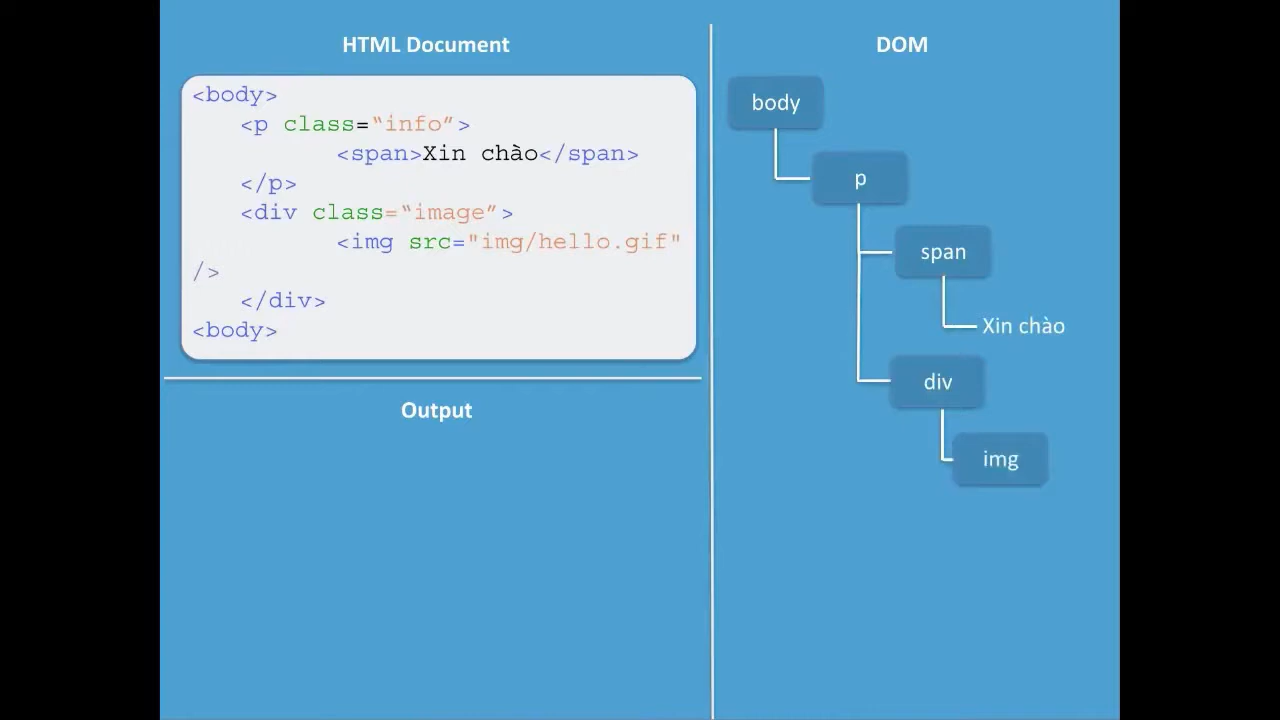 HTML Document
<body>
<p class=“info”>
<span>Xin chào</span>
</p>
<div class=“image”>
<img src="img/hello.gif"
/>
</div>
<body>
Output
DOM
body
p
span
Xin chào
div
img